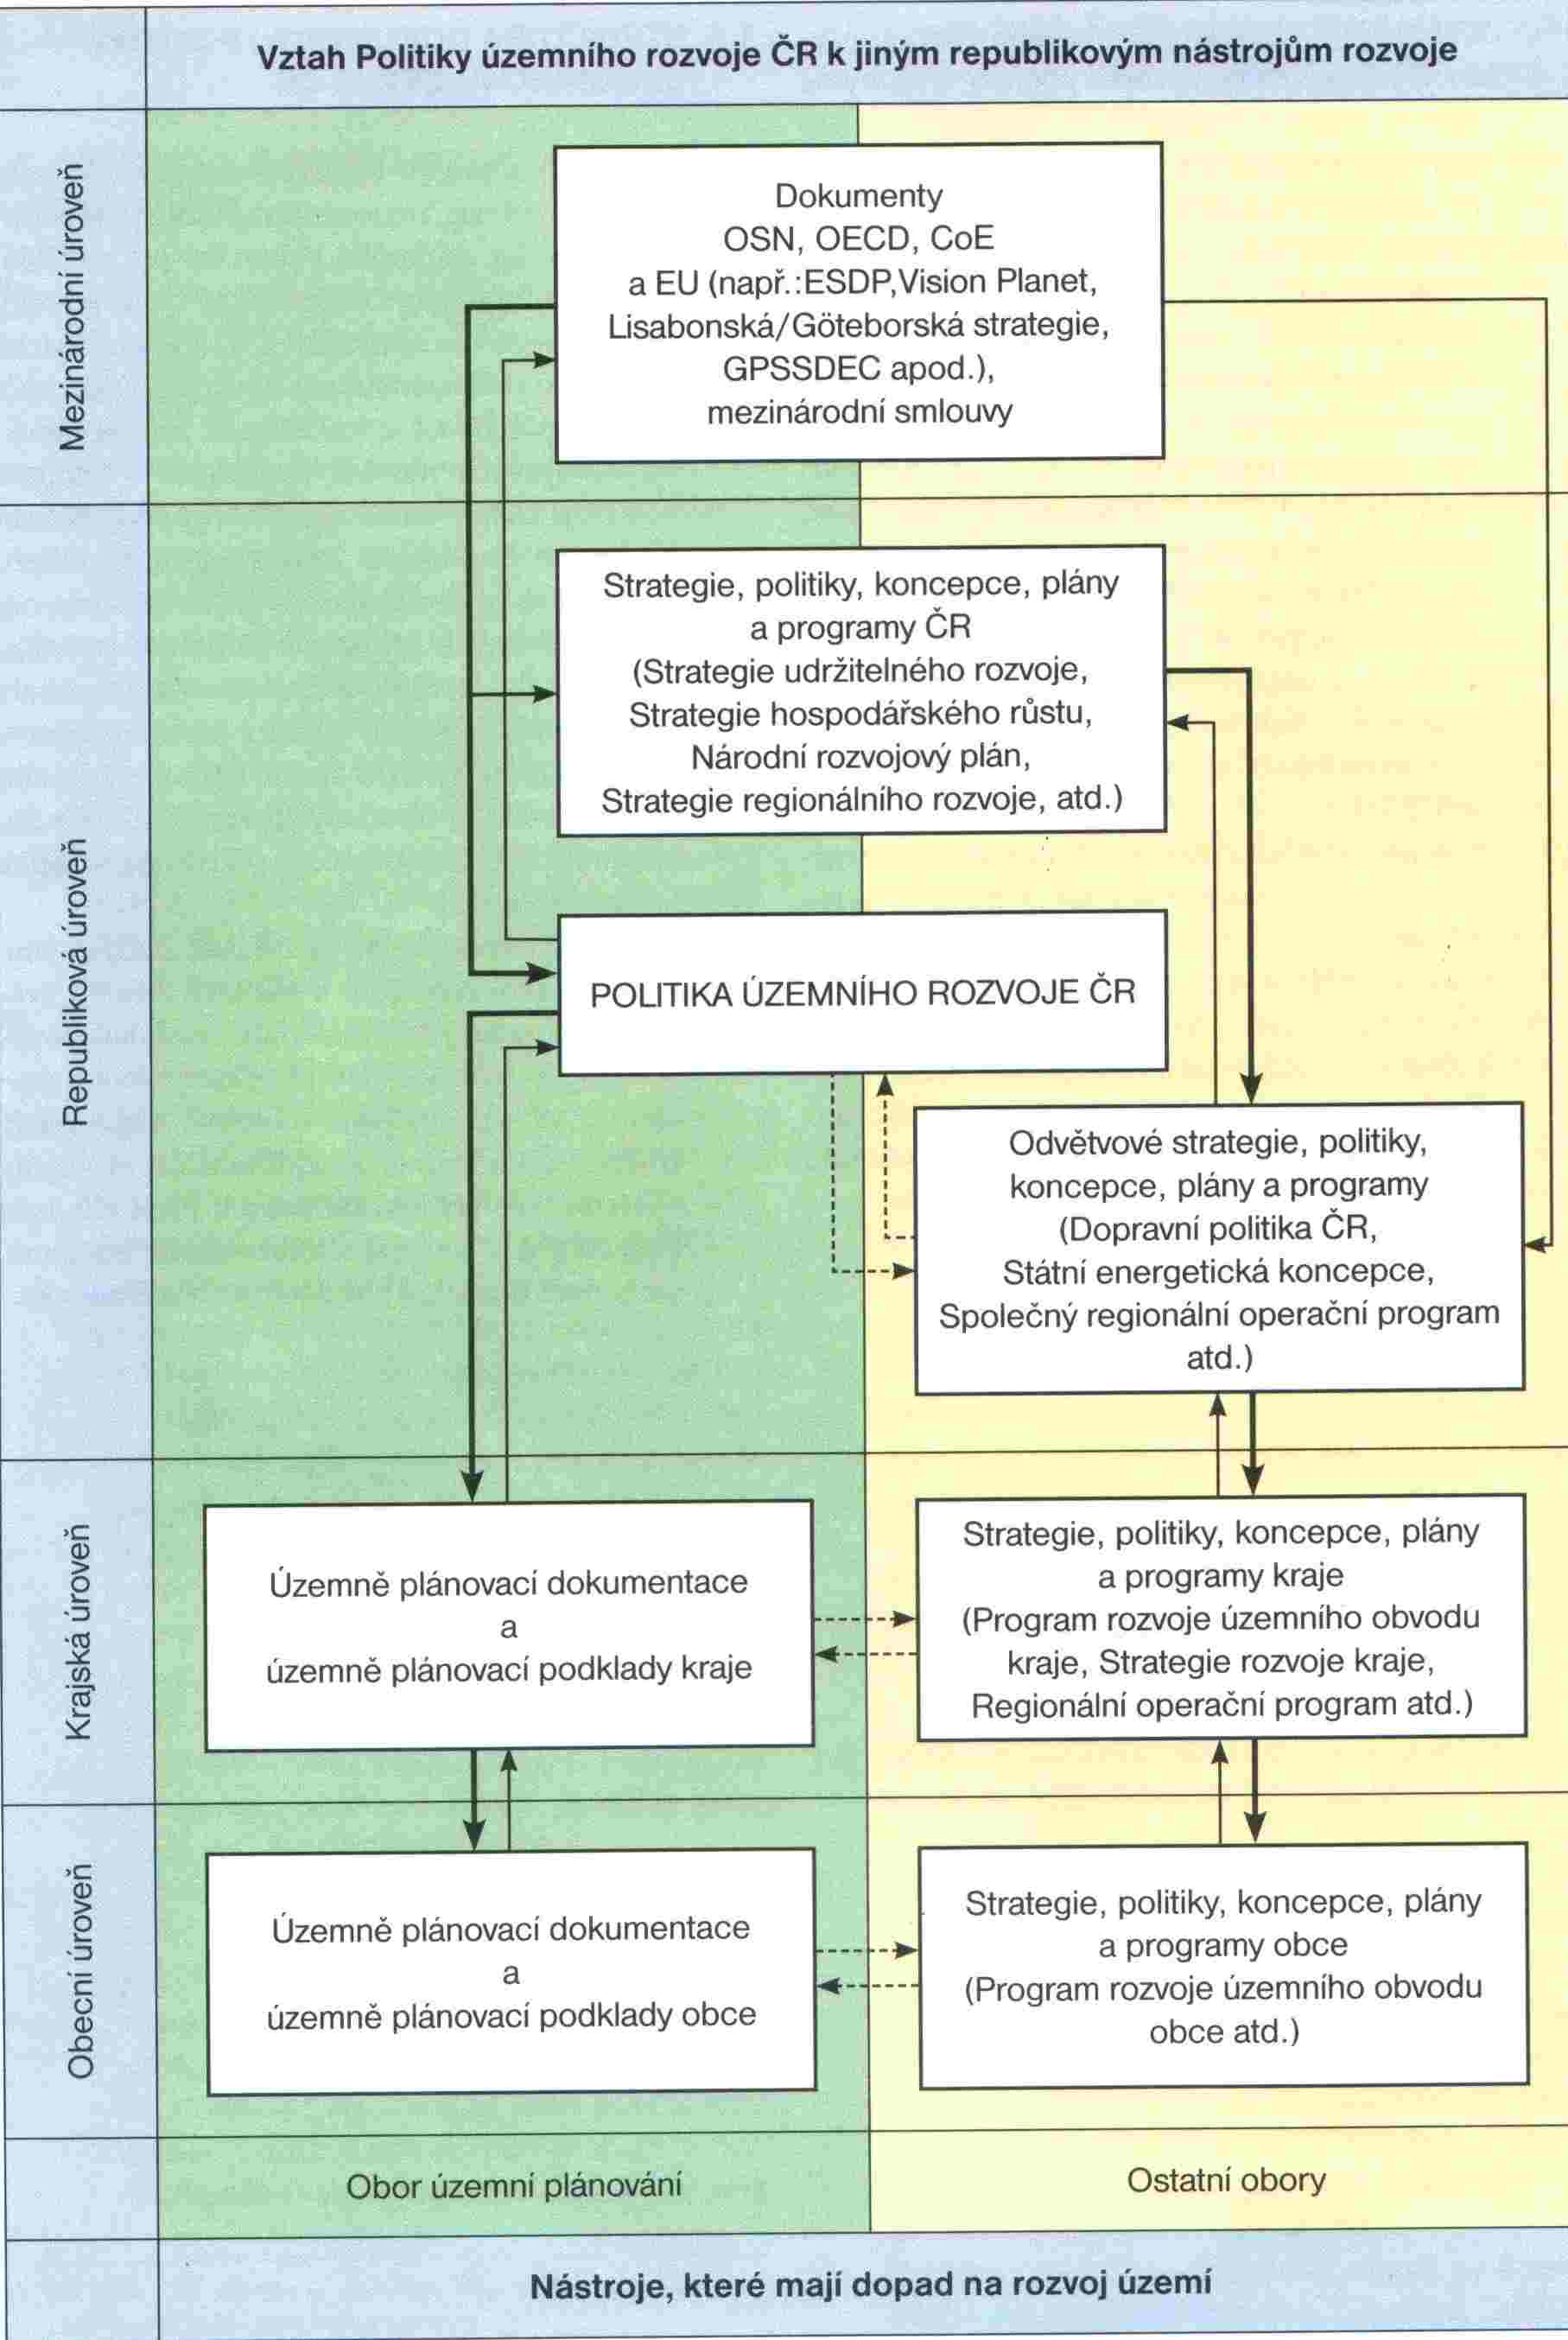 Vztah Politiky územního rozvoje ČR k jiným republikovým nástrojům rozvoje
Mezinárodní úroveň
Dokumenty
OSN, OECD, CoE
a EU (např.:ESDP,Vision Planet,
Lisabonská/Göteborská strategie,
GPSSDEC apod.),
mezinárodní smlouvy
Republiková úroveň
Strategie, politiky, koncepce, plány
a programy ČR
(Strategie udržitelného rozvoje,
Strategie hospodářského růstu,
Národní rozvojový plán,
Strategie regionálního rozvoje, atd.)
POLITIKA ÚZEMNÍHO ROZVOJE ČR
Odvětvové strategie, politiky,
koncepce, plány a programy
(Dopravní politika ČR,
Státní energetická koncepce,
Společný regionální operační program
atd.)
Krajská úroveň
Územně plánovací dokumentace
a
územně plánovací podklady kraje
Strategie, politiky, koncepce, plány
a programy kraje
(Program rozvoje územního obvodu
kraje, Strategie rozvoje kraje,
Regionální operační program atd.)
Obecní úroveň
Územně plánovací dokumentace
a
územně plánovací podklady obce
Strategie, politiky, koncepce, plány
a programy obce
(Program rozvoje územního obvodu
obce atd.)
Obor územní plánování
Ostatní obory
Nástroje, které mají dopad na rozvoj území